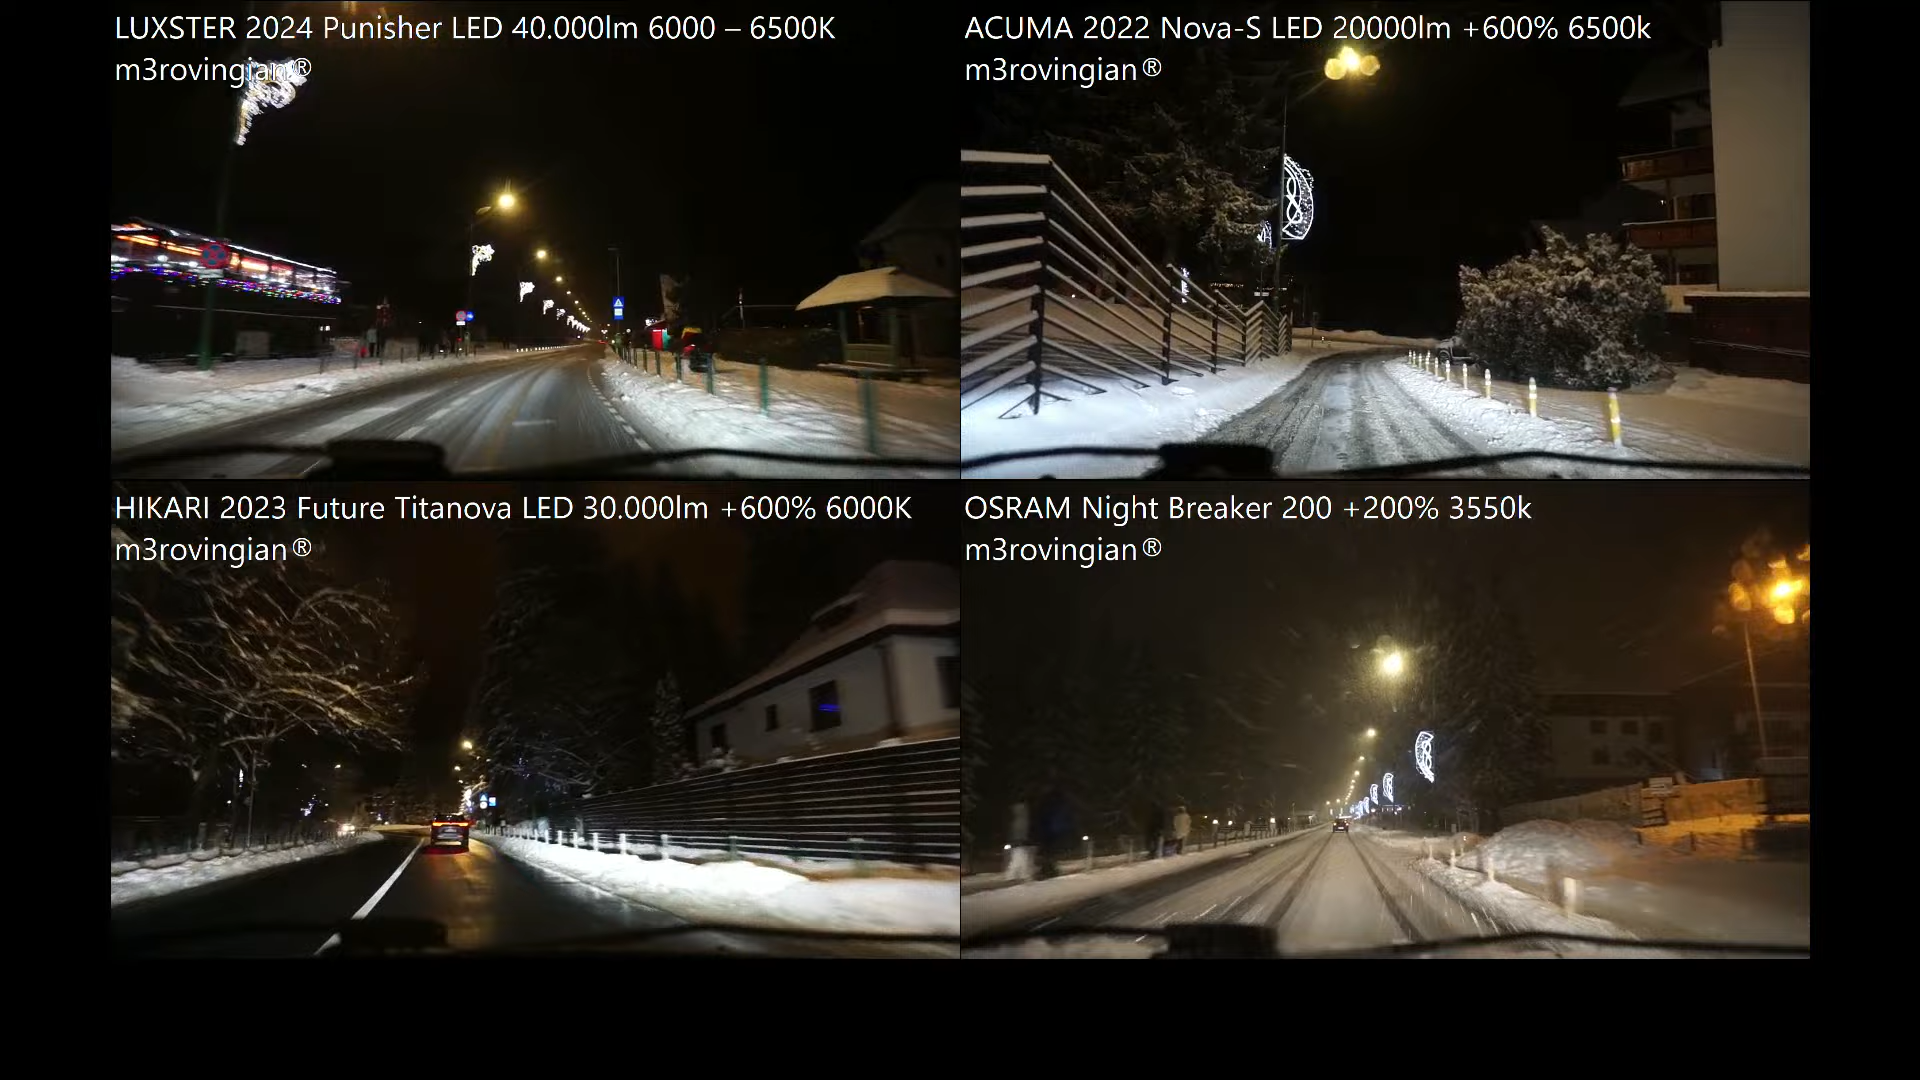 LUXSTER 2024 Punisher LED 40.000lm 6000 – 6500K
m3rovingian®
ACUMA 2022 Nova-S LED 20000lm +600% 6500k
m3rovingian®
HIKARI 2023 Future Titanova LED 30.000lm +600% 6000K
m3rovingian®
OSRAM Night Breaker 200 +200% 3550k
m3rovingian®